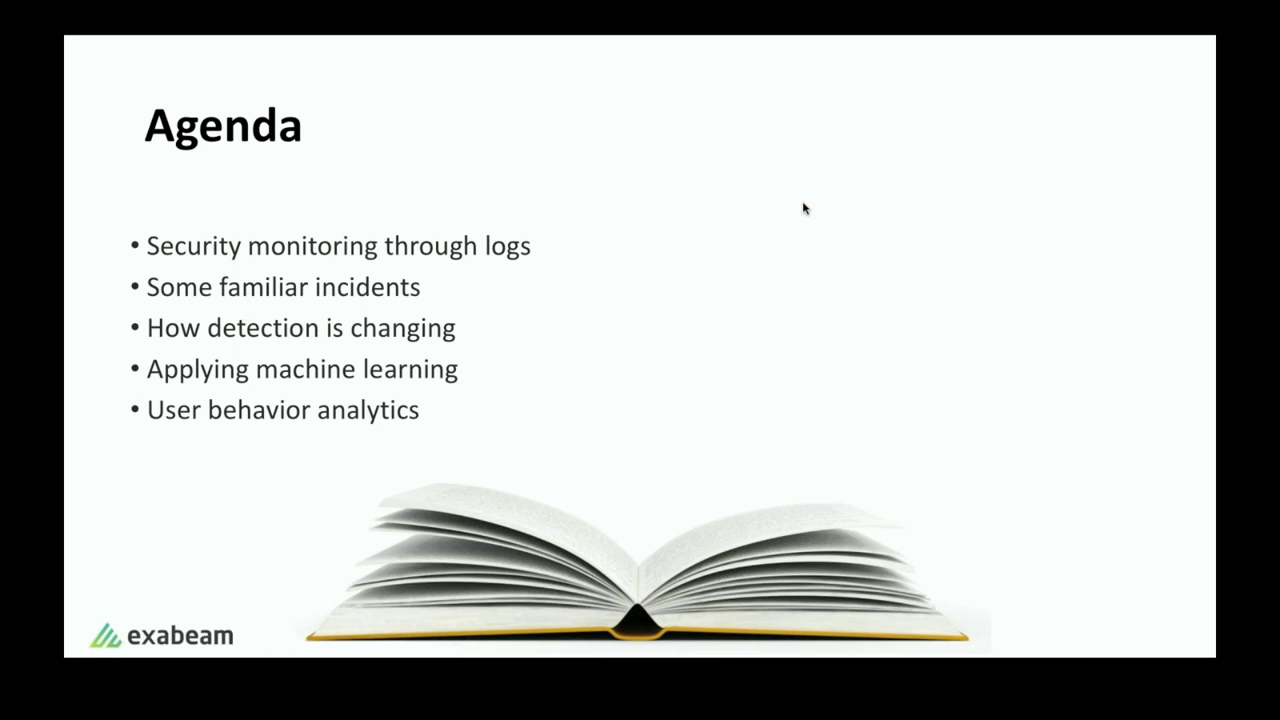 Agenda
• Security monitoring through logs
• Some familiar incidents
• How detection is changing
• Applying machine learning
• User behavior analytics
exabeam